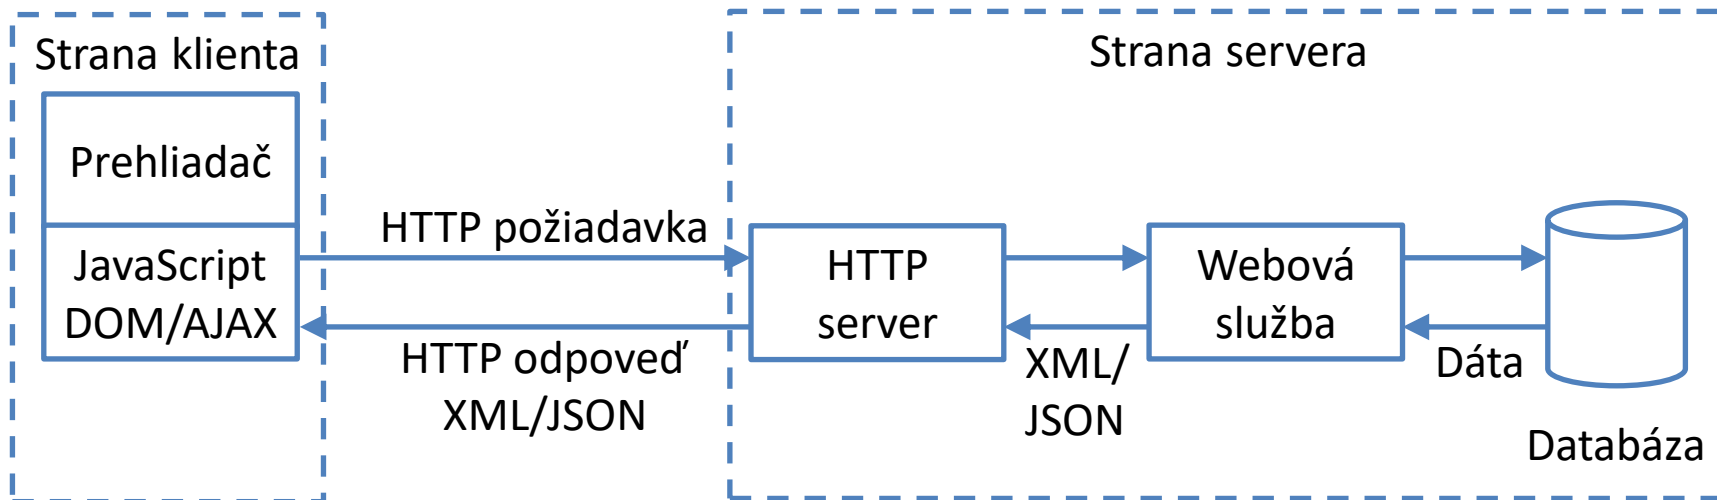 Strana klienta
Prehliadač
JavaScript
DOM/AJAX
HTTP požiadavka
HTTP odpoveď
XML/JSON
Strana servera
HTTP
server
XML/
JSON
Webová
služba
Dáta
Databáza